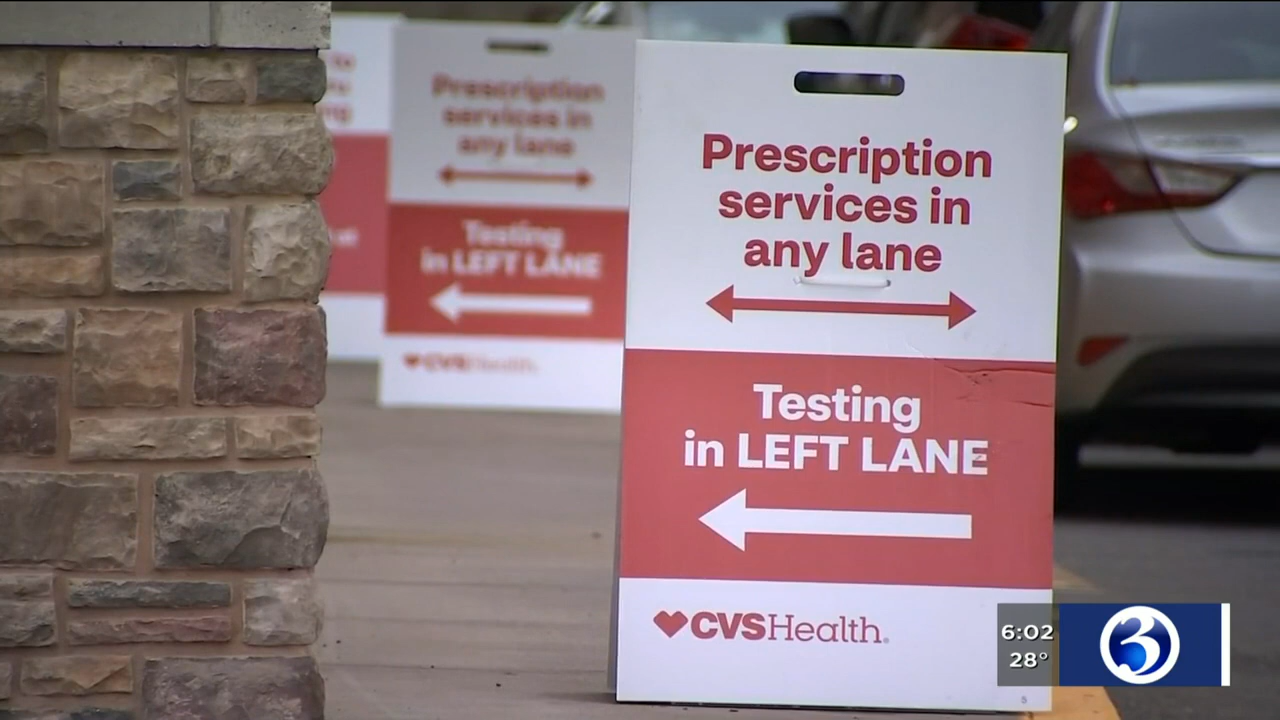 Prescription
services in
any lane
Testing
in LEFT LANE
CVSHealth
Prescription
services in
any lane
Testing
in LEFT LANE
CVSHealth®
6:02
28°
3